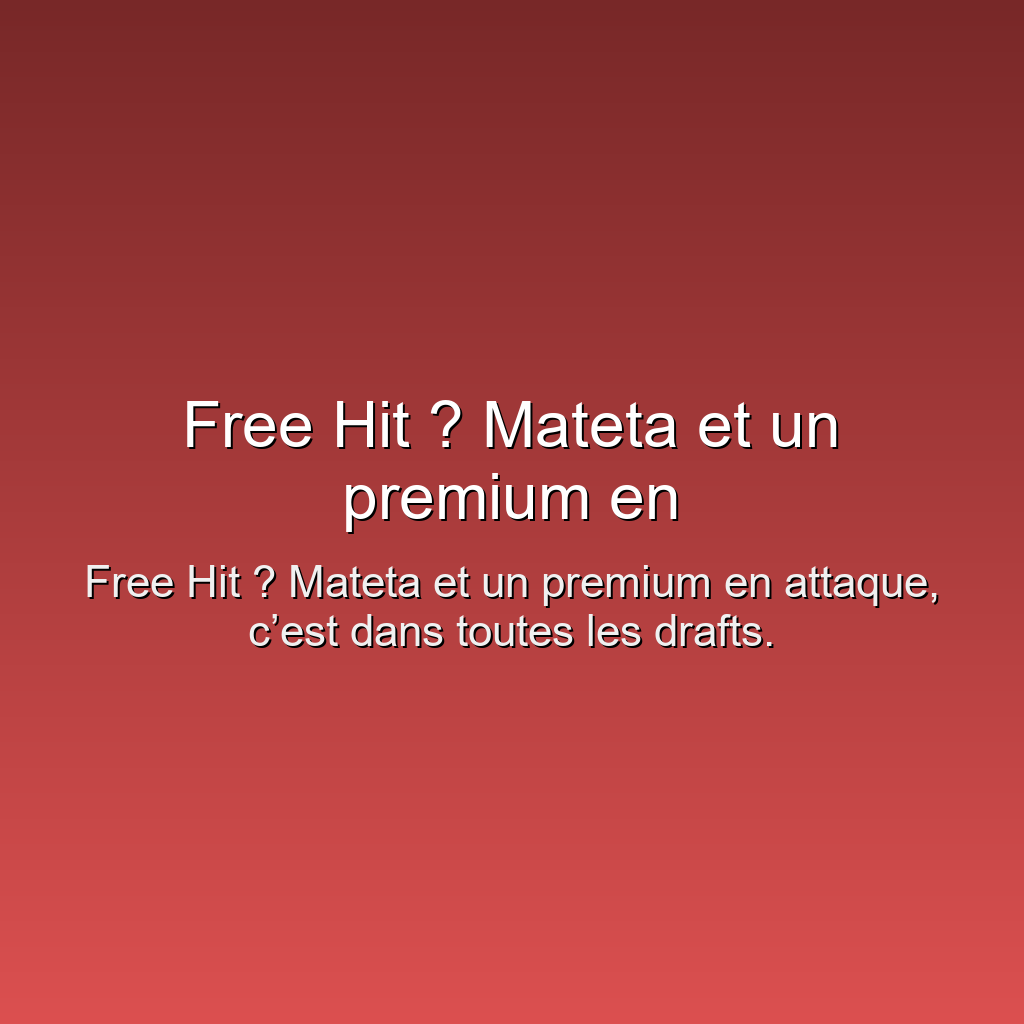 Free Hit ? Mateta et un
premium en
Free Hit ? Mateta et un premium en attaque,
c’est dans toutes les drafts.